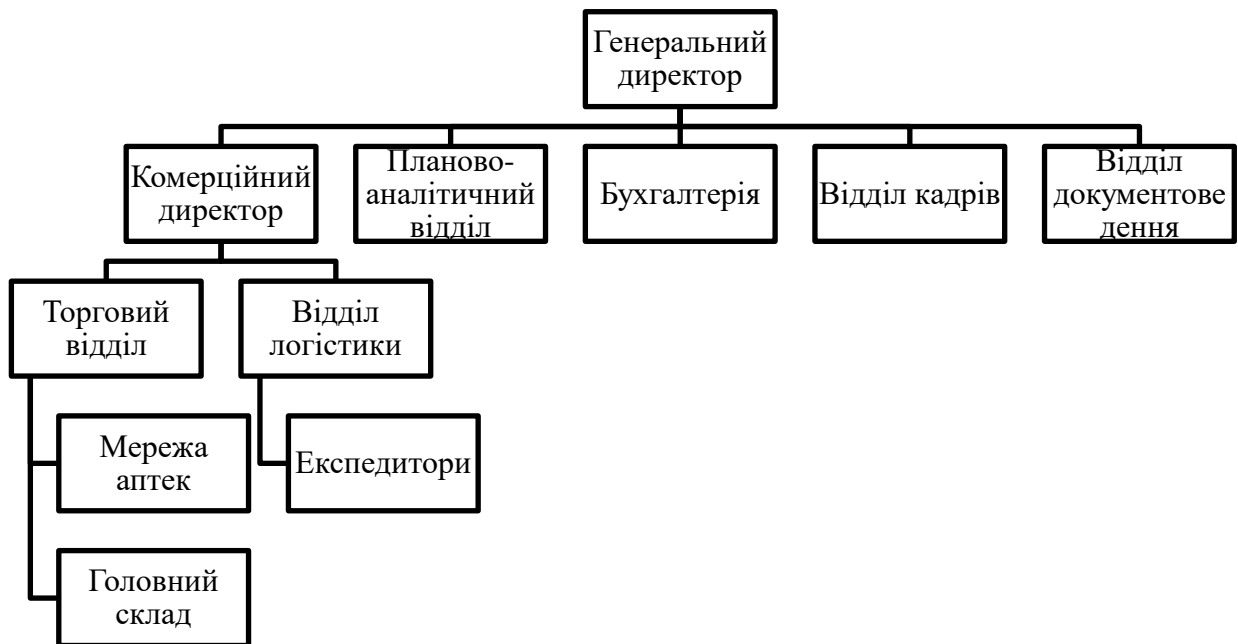 Генеральний
директор
Комерційний
директор
Планово-
аналітичний
відділ
Бухгалтерія
Відділ кадрів
Відділ
документове
дення
Торговий
відділ
Відділ
логістики
Мережа
аптек
Експедитори
Головний
склад